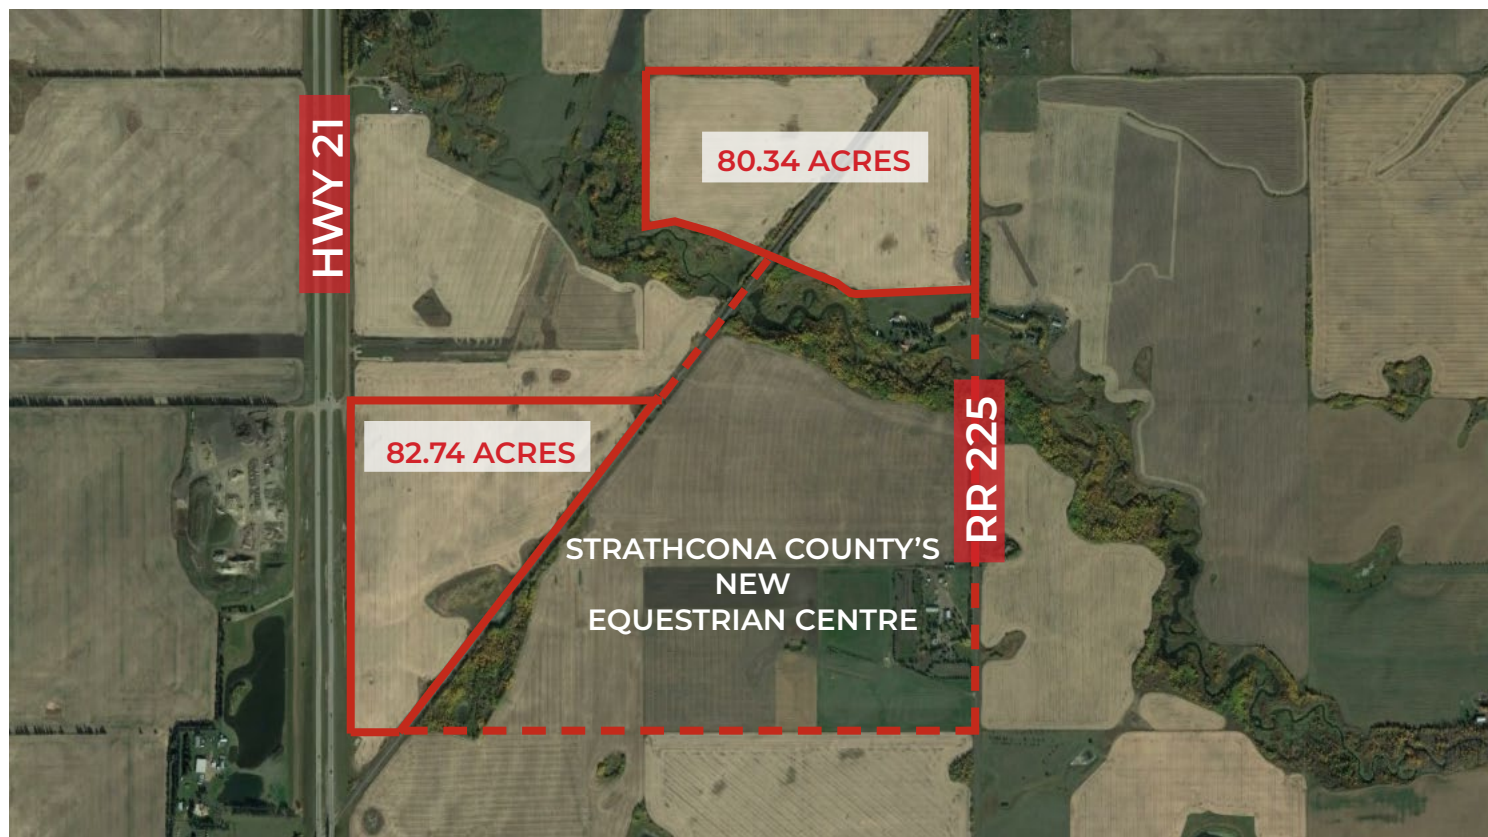 HWY 21
80.34 ACRES
82.74 ACRES
RR 225
STRATHCONA COUNTY’S
NEW
EQUESTRIAN CENTRE